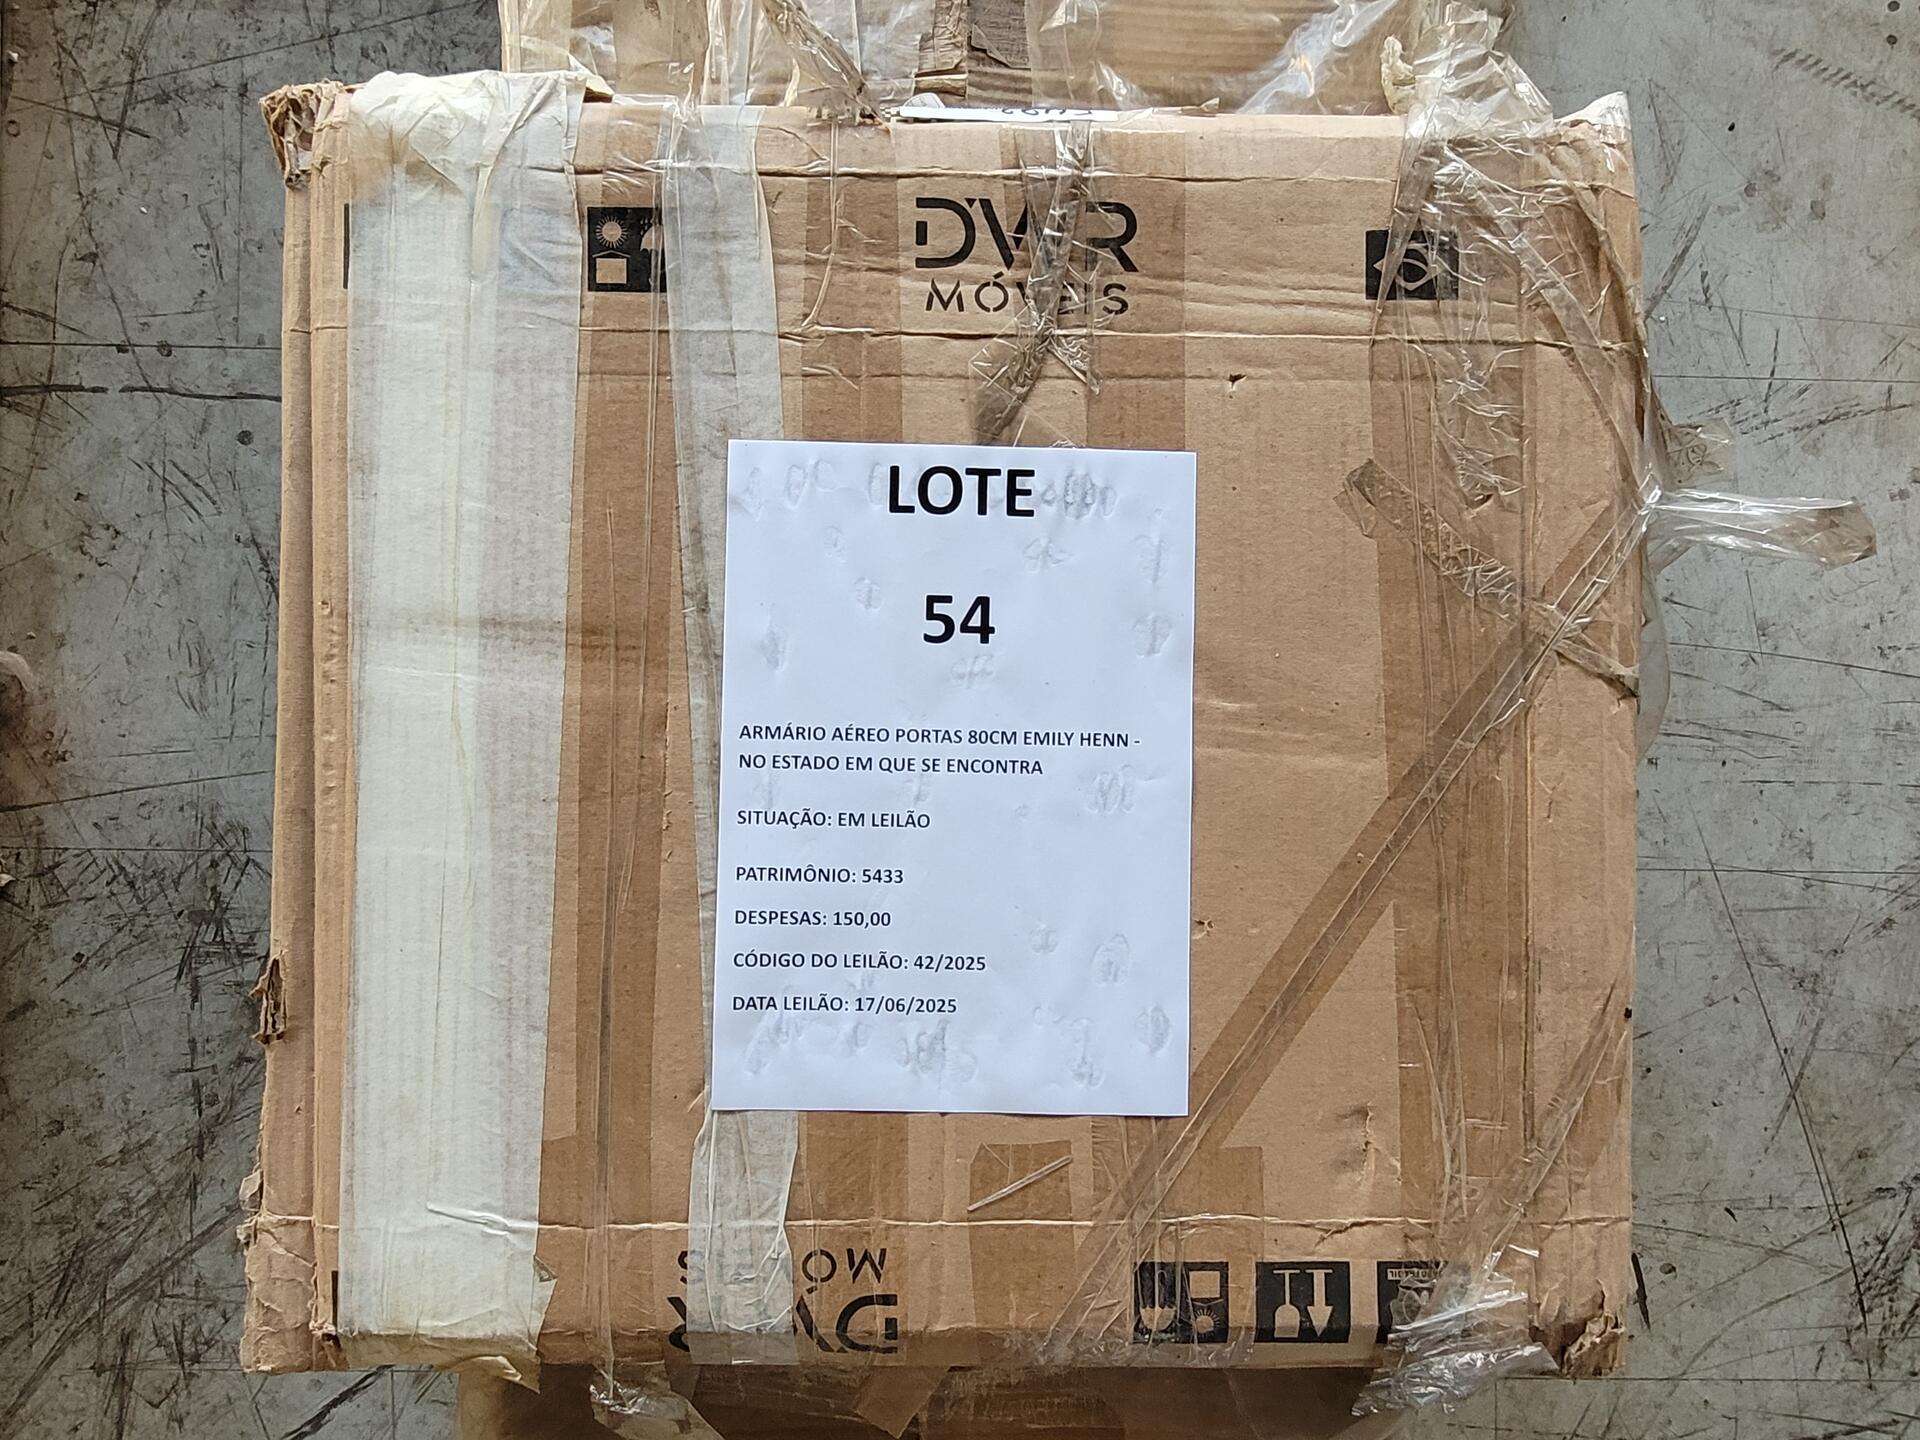 MÓVEIS
LOTE
54
ARMÁRIO AÉREO PORTAS 80CM EMILY HENN -
NO ESTADO EM QUE SE ENCONTRA
SITUAÇÃO: EM LEILÃO
PATRIMÔNIO: 5433
DESPESAS: 150,00
CÓDIGO DO LEILÃO: 42/2025
DATA LEILÃO: 17/06/2025